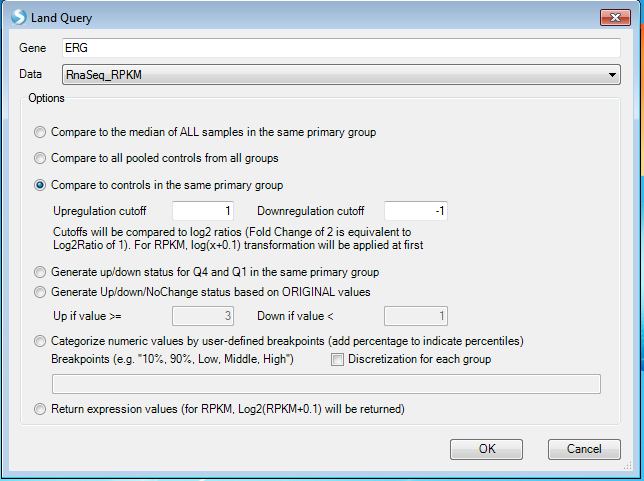 Land Query
Gene ERG
Data RnaSeq_RPKM
Options
Compare to the median of ALL samples in the same primary group
Compare to all pooled controls from all groups
Compare to controls in the same primary group
Upregulation cutoff 1 Downregulation cutoff -1
Cutoffs will be compared to log2 ratios (Fold Change of 2 is equivalent to
Log2Ratio of 1). For RPKM, log(x+0.1) transformation will be applied at first
Generate up/down status for Q4 and Q1 in the same primary group
Generate Up/down/NoChange status based on ORIGINAL values
Up if value >= 3 Down if value < 1
Categorize numeric values by user-defined breakpoints (add percentage to indicate percentiles)
Breakpoints (e.g. "10%, 90%, Low, Middle, High") Discretization for each group
Return expression values (for RPKM, Log2(RPKM+0.1) will be returned)
OK Cancel